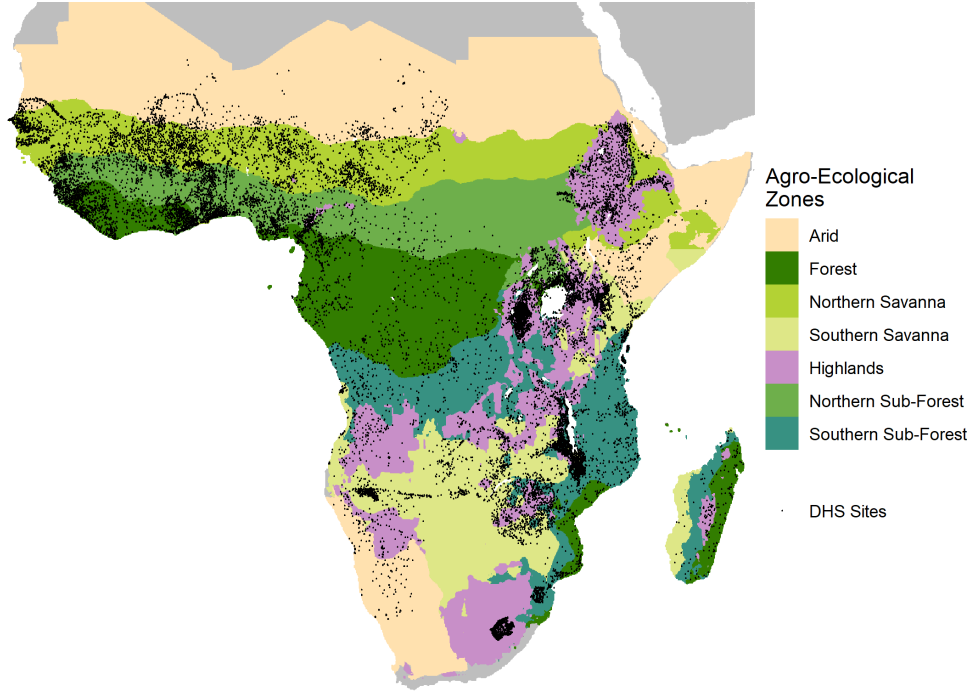 Agro-Ecological
Zones
Arid
Forest
Northern Savanna
Southern Savanna
Highlands
Northern Sub-Forest
Southern Sub-Forest
DHS Sites